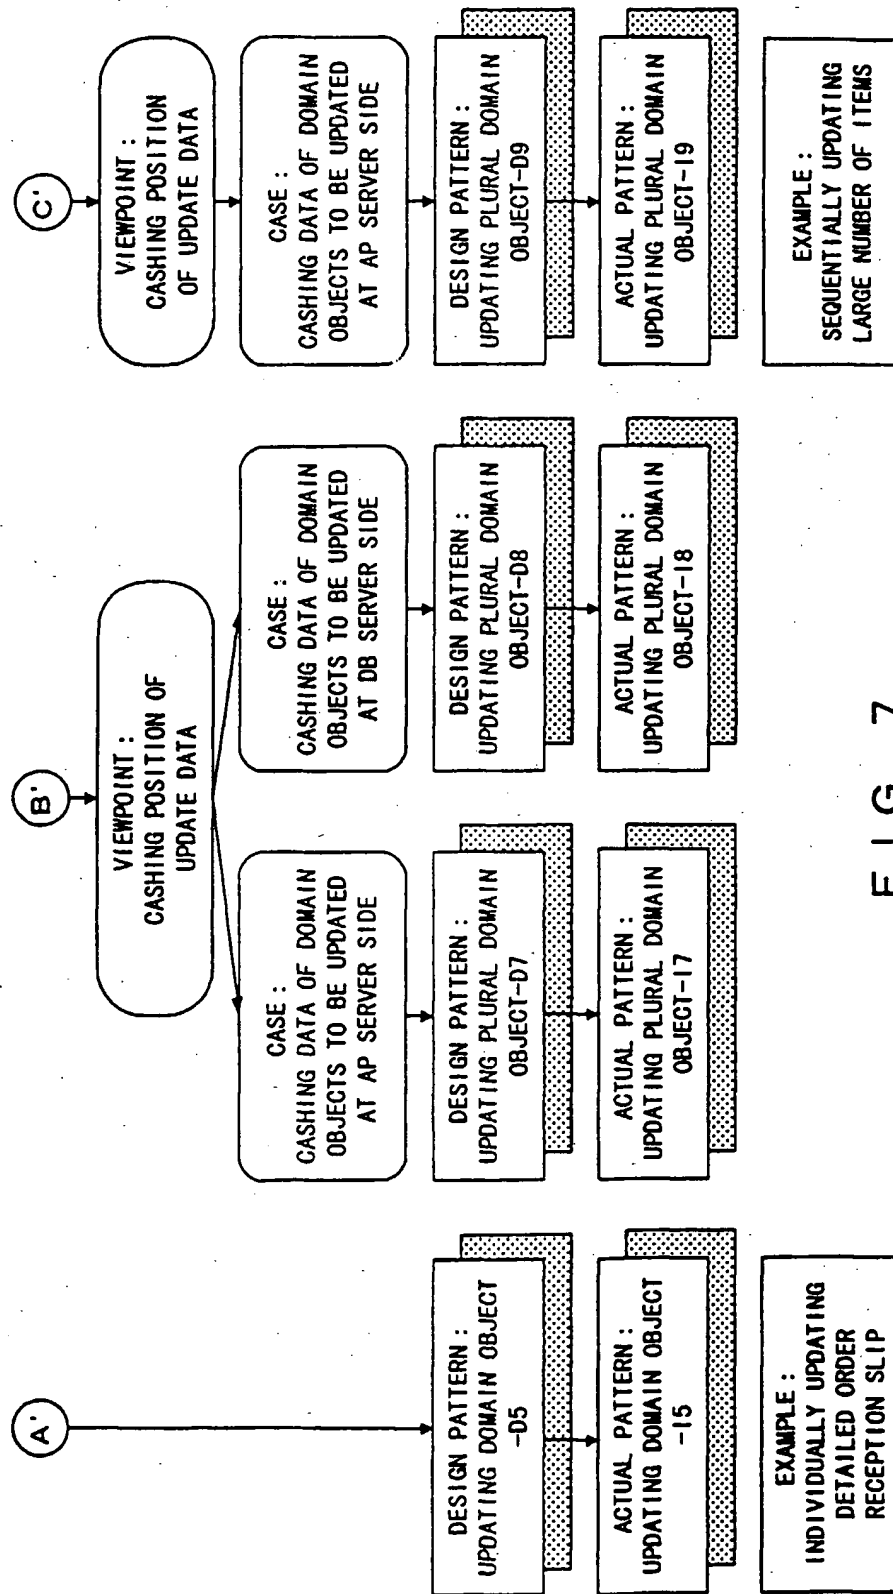 A'
DESIGN PATTERN :
UPDATING DOMAIN OBJECT
-D5
ACTUAL PATTERN :
UPDATING DOMAIN OBJECT
-I5
EXAMPLE :
INDIVIDUALLY UPDATING
DETAILED ORDER
RECEPTION SLIP
B'
VIEWPOINT :
CASHING POSITION OF
UPDATE DATA
CASE :
CASHING DATA OF DOMAIN
OBJECTS TO BE UPDATED
AT AP SERVER SIDE
DESIGN PATTERN :
UPDATING PLURAL DOMAIN
OBJECT-D7
ACTUAL PATTERN :
UPDATING PLURAL DOMAIN
OBJECT-I7
CASE :
CASHING DATA OF DOMAIN
OBJECTS TO BE UPDATED
AT DB SERVER SIDE
DESIGN PATTERN :
UPDATING PLURAL DOMAIN
OBJECT-D8
ACTUAL PATTERN :
UPDATING PLURAL DOMAIN
OBJECT-I8
C'
VIEWPOINT :
CASHING POSITION
OF UPDATE DATA
CASE :
CASHING DATA OF DOMAIN
OBJECTS TO BE UPDATED
AT AP SERVER SIDE
DESIGN PATTERN :
UPDATING PLURAL DOMAIN
OBJECT-D9
ACTUAL PATTERN :
UPDATING PLURAL DOMAIN
OBJECT-I9
EXAMPLE :
SEQUENTIALLY UPDATING
LARGE NUMBER OF ITEMS
FIG. 7